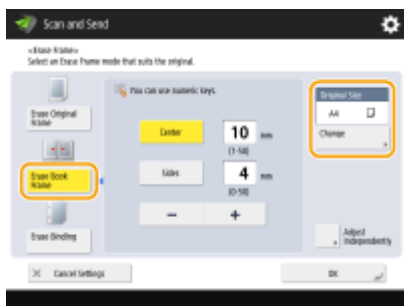 Scan and Send
<Erase Frame>
Select an Erase Frame mode that suits the original.
You can use numeric keys.
Erase Original
Frame
Erase Book
Frame
Erase Binding
Center
10 mm
(1-50)
Sides
4 mm
(0-50)
-
+
Original Size
A4
Change
Adjust
Independently
× Cancel Settings
OK